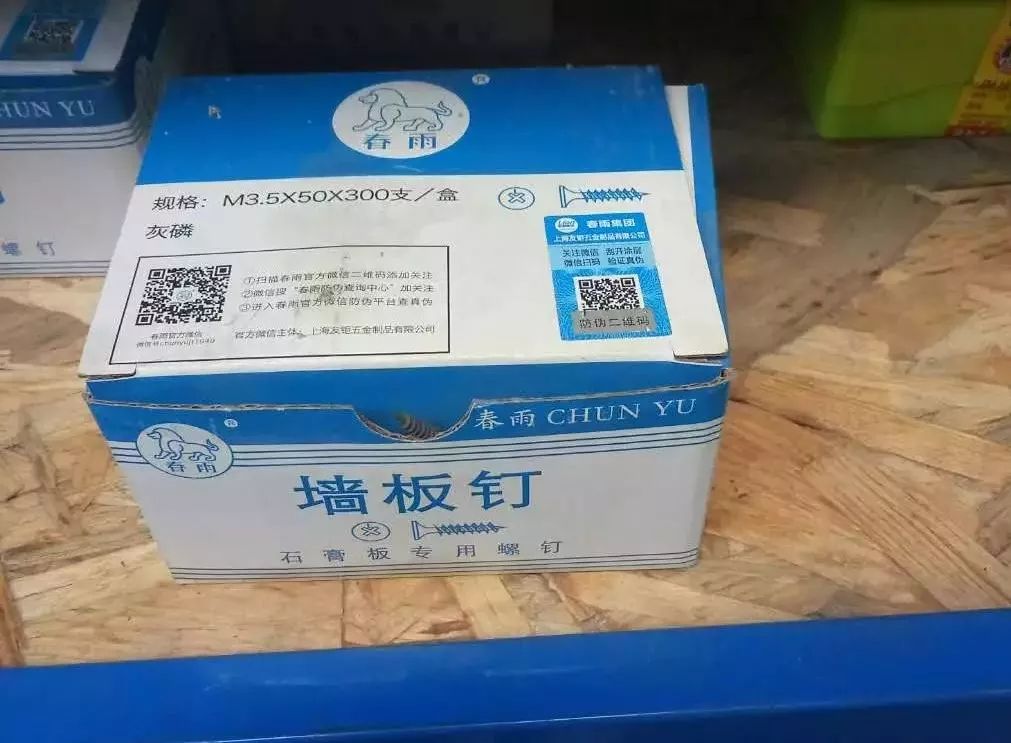 HUN YU
螺 钉
春雨
规格：M3.5X50X300支／盒
灰磷
①扫描春雨官方微信二维码添加关注
②微信搜“春雨防伪查询中心”加关注
③进入春雨官方微信防伪平台查真伪
春雨官方微信
官方微信主体：上海友钜五金制品有限公司
春雨集团
上海友钜五金制品有限公司
关注微信 刮开涂层
微信扫码 验证真伪
防伪二维码
春雨 CHUN YU
春雨
墙板钉
石膏板专用螺钉